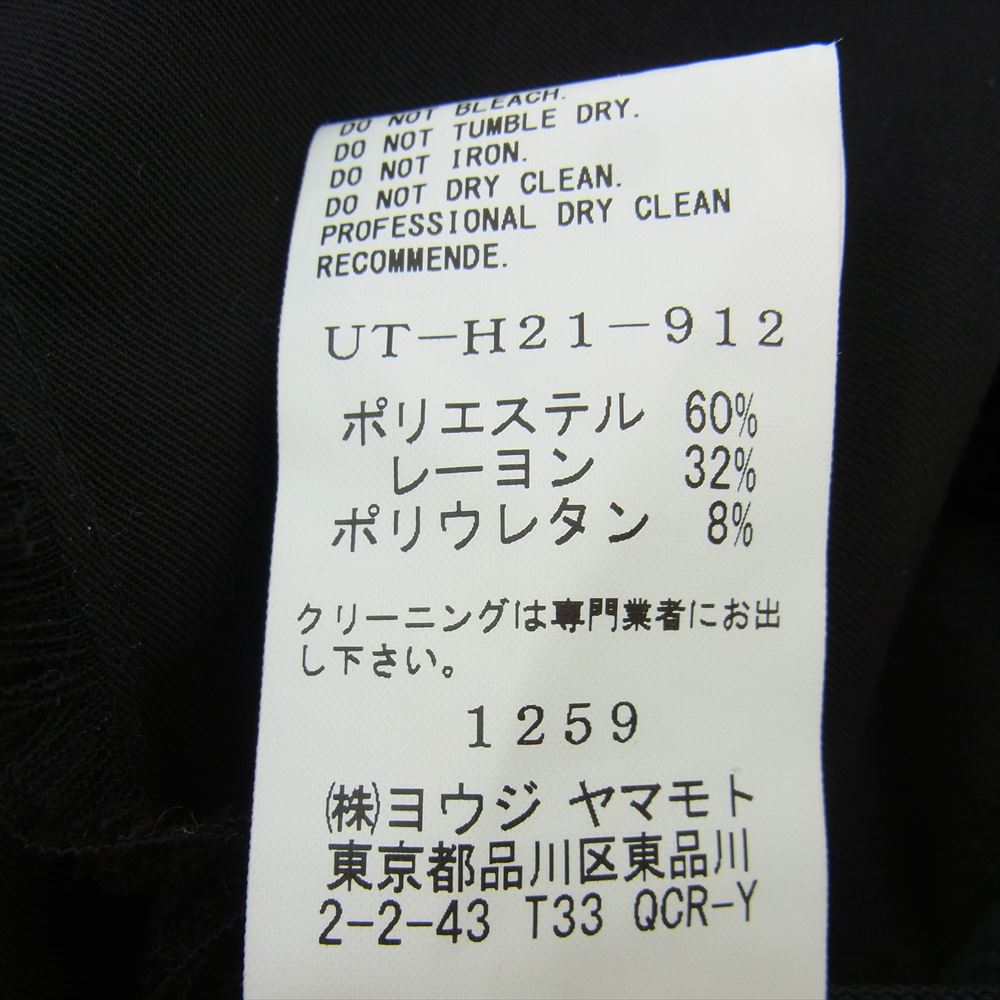 DO NOT BLEACH.
DO NOT TUMBLE DRY.
DO NOT IRON.
DO NOT DRY CLEAN.
PROFESSIONAL DRY CLEAN
RECOMMENDE.
UT-H21-912
ポリエステル 60%
レーヨン 32%
ポリウレタン 8%
クリーニングは専門業者にお出
し下さい。
1259
㈱ヨウジ ヤマモト
東京都品川区東品川
2-2-43 T33 QCR-Y